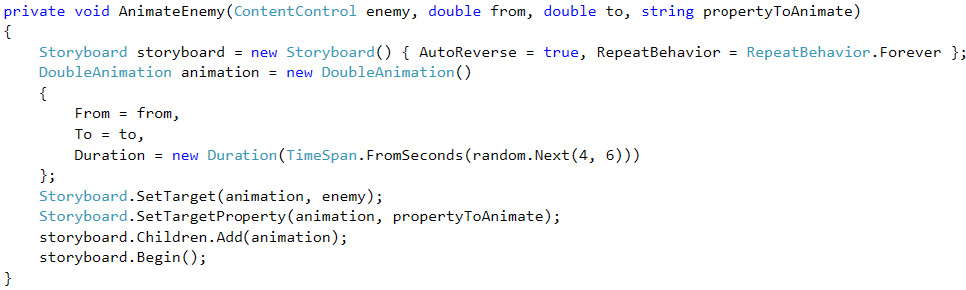 private void AnimateEnemy(ContentControl enemy, double from, double to, string propertyToAnimate)
{
    Storyboard storyboard = new Storyboard() { AutoReverse = true, RepeatBehavior = RepeatBehavior.Forever };
    DoubleAnimation animation = new DoubleAnimation()
    {
        From = from,
        To = to,
        Duration = new Duration(TimeSpan.FromSeconds(random.Next(4, 6)))
    };
    Storyboard.SetTarget(animation, enemy);
    Storyboard.SetTargetProperty(animation, propertyToAnimate);
    storyboard.Children.Add(animation);
    storyboard.Begin();
}